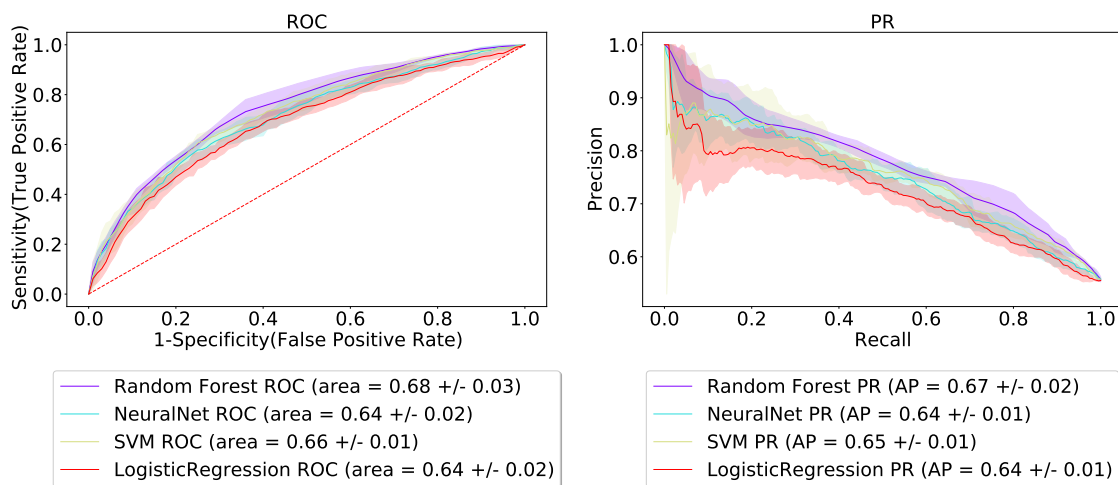 ROC
Sensitivity(True Positive Rate)
1.0
0.8
0.6
0.4
0.2
0.0
0.0 0.2 0.4 0.6 0.8 1.0
1-Specificity(False Positive Rate)
Random Forest ROC (area = 0.68 +/- 0.03)
NeuralNet ROC (area = 0.64 +/- 0.02)
SVM ROC (area = 0.66 +/- 0.01)
LogisticRegression ROC (area = 0.64 +/- 0.02)
PR
Precision
1.0
0.9
0.8
0.7
0.6
0.0 0.2 0.4 0.6 0.8 1.0
Recall
Random Forest PR (AP = 0.67 +/- 0.02)
NeuralNet PR (AP = 0.64 +/- 0.01)
SVM PR (AP = 0.65 +/- 0.01)
LogisticRegression PR (AP = 0.64 +/- 0.01)